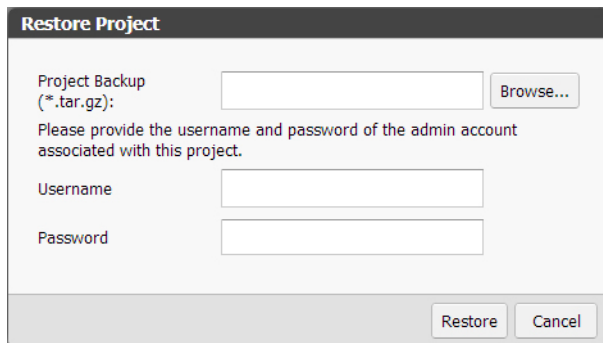 Restore Project
Project Backup
(*.tar.gz):
Browse...
Please provide the username and password of the admin account
associated with this project.
Username
Password
Restore
Cancel